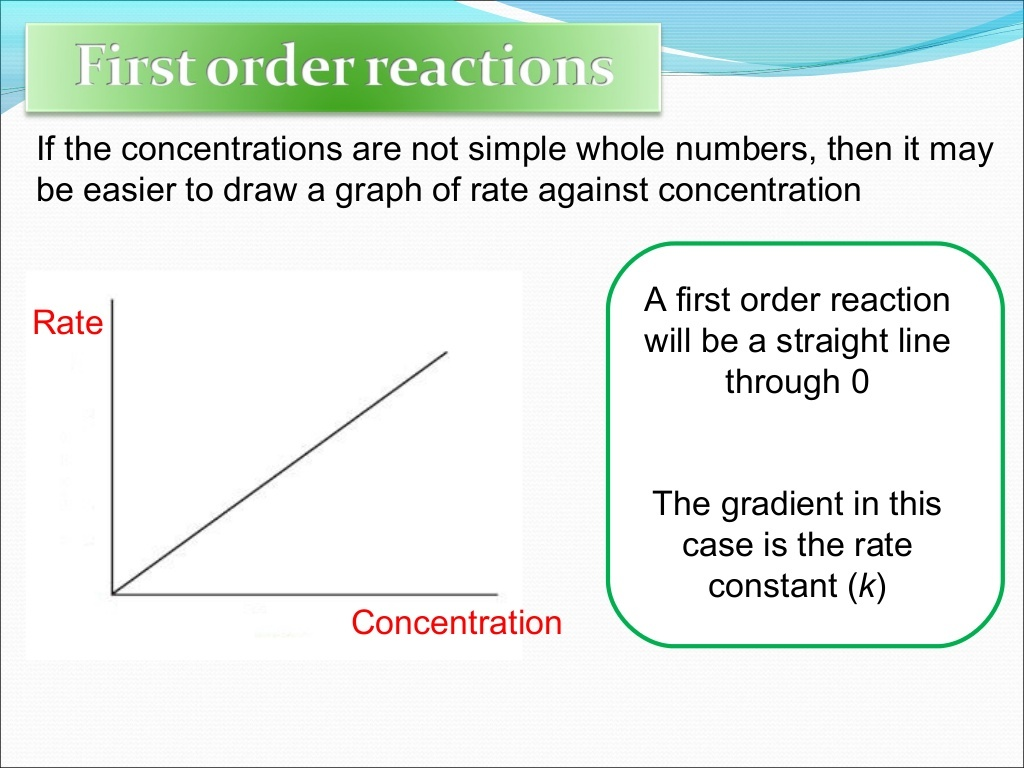 First order reactions
If the concentrations are not simple whole numbers, then it may
be easier to draw a graph of rate against concentration
Rate
Concentration
A first order reaction
will be a straight line
through 0
The gradient in this
case is the rate
constant (k)